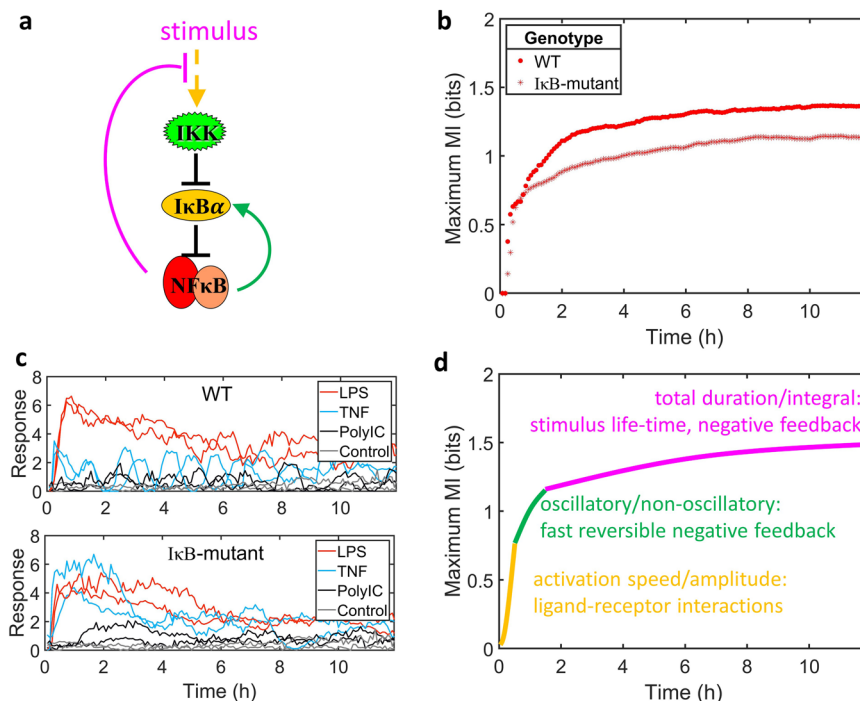 a
stimulus
IKK
IκBα
NFκB
b
Maximum MI (bits)
2
1.5
1
0.5
0
Genotype
WT
IκB-mutant
0 2 4 6 8 10
Time (h)
c
Response
8
6
4
2
0
WT
LPS
TNF
PolyIC
Control
0 2 4 6 8 10
Response
8
6
4
2
0
IκB-mutant
LPS
TNF
PolyIC
Control
0 2 4 6 8 10
Time (h)
d
Maximum MI (bits)
2
1.5
1
0.5
0
total duration/integral:
stimulus life-time, negative feedback
oscillatory/non-oscillatory:
fast reversible negative feedback
activation speed/amplitude:
ligand-receptor interactions
0 2 4 6 8 10
Time (h)